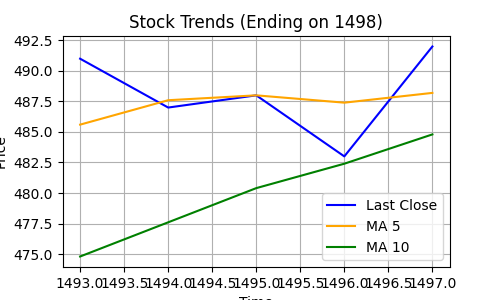 Stock Trends (Ending on 1498)
492.5
490.0
487.5
485.0
482.5
480.0
477.5
475.0
Price
Last Close
MA 5
MA 10
1493.0 1493.5 1494.0 1494.5 1495.0 1495.5 1496.0 1496.5 1497.0
Time